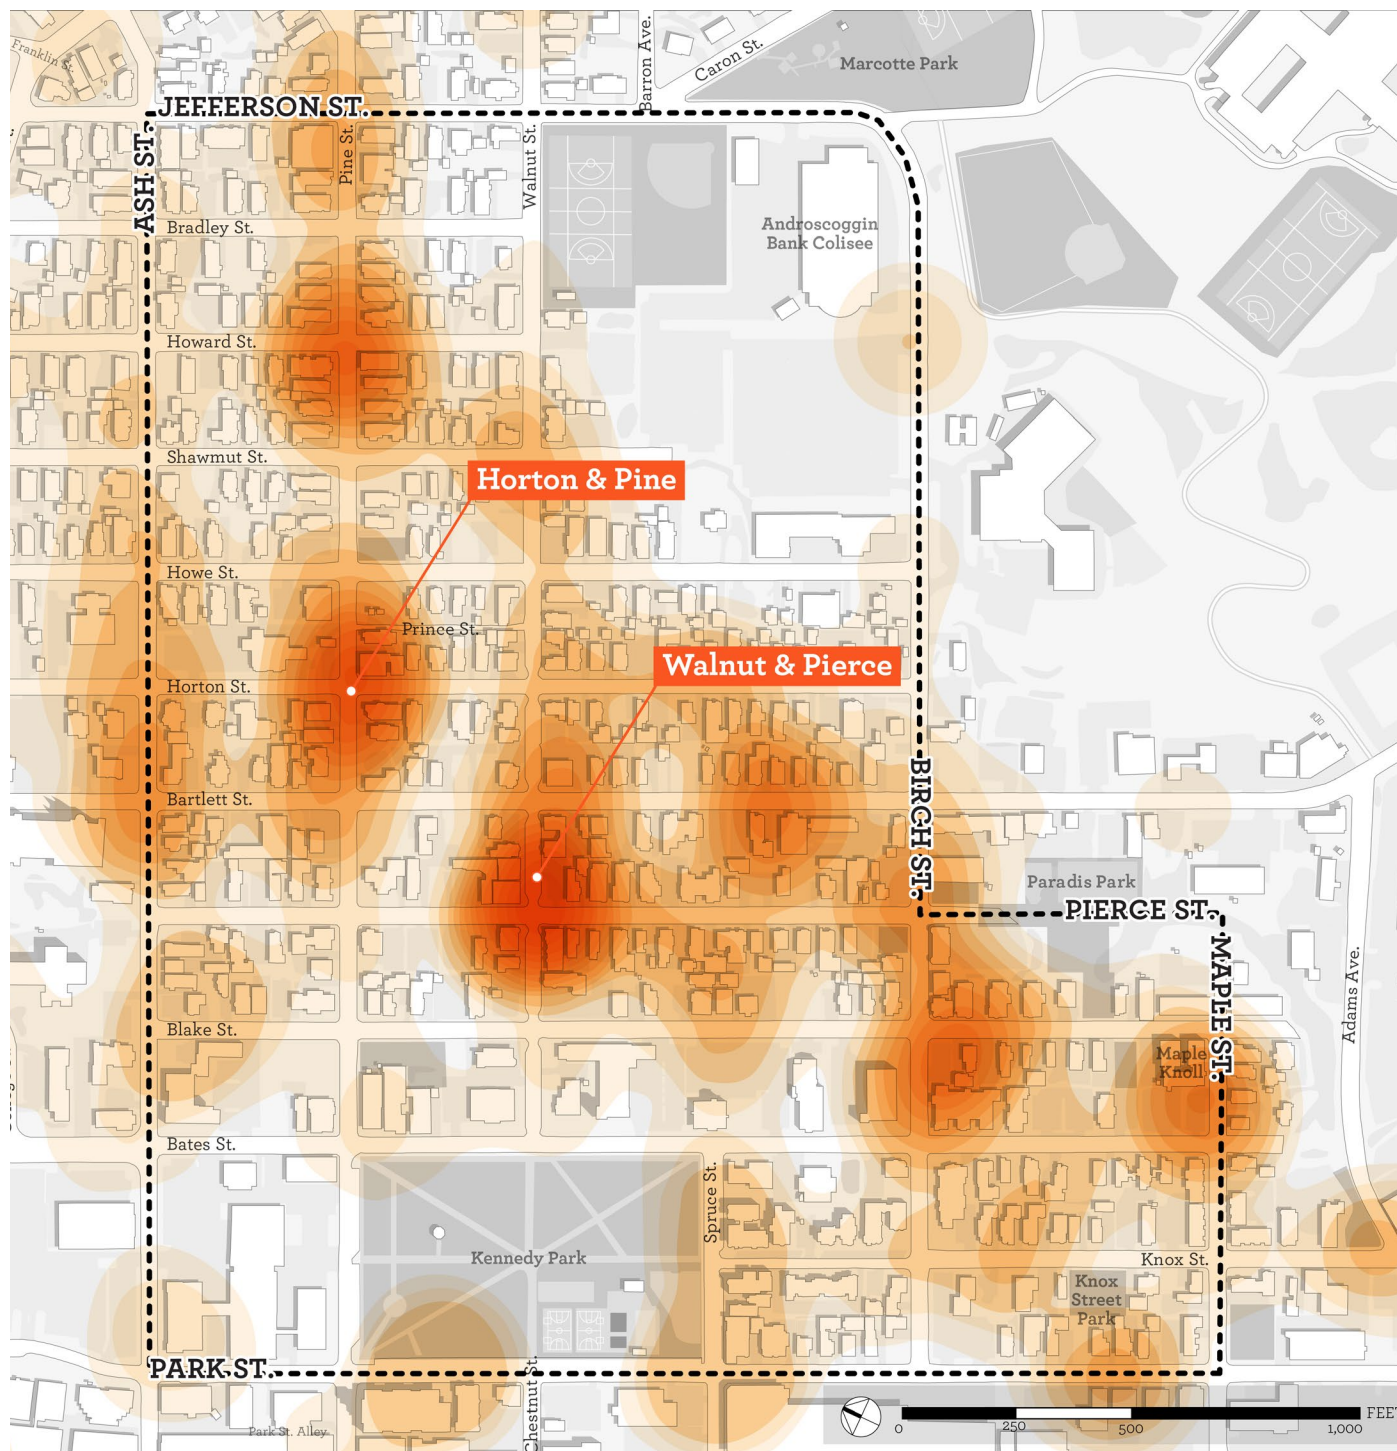 Franklin St.
Barron Ave.
Caron St.
Marcotte Park
JEFFERSON ST.
ASH ST.
Pine St.
Walnut St.
Bradley St.
Androscoggin
Bank Colisee
Howard St.
Shawmut St.
Horton & Pine
Howe St.
Prince St.
Walnut & Pierce
Horton St.
BIRCH ST.
Bartlett St.
Paradis Park
PIERCE ST.
MAPLE ST.
Adams Ave.
Blake St.
Maple
Knoll
Bates St.
Spruce St.
Kennedy Park
Knox St.
Knox
Street
Park
PARK ST.
Chestnut St.
Park St. Alley
0
250
500
1,000
FEET